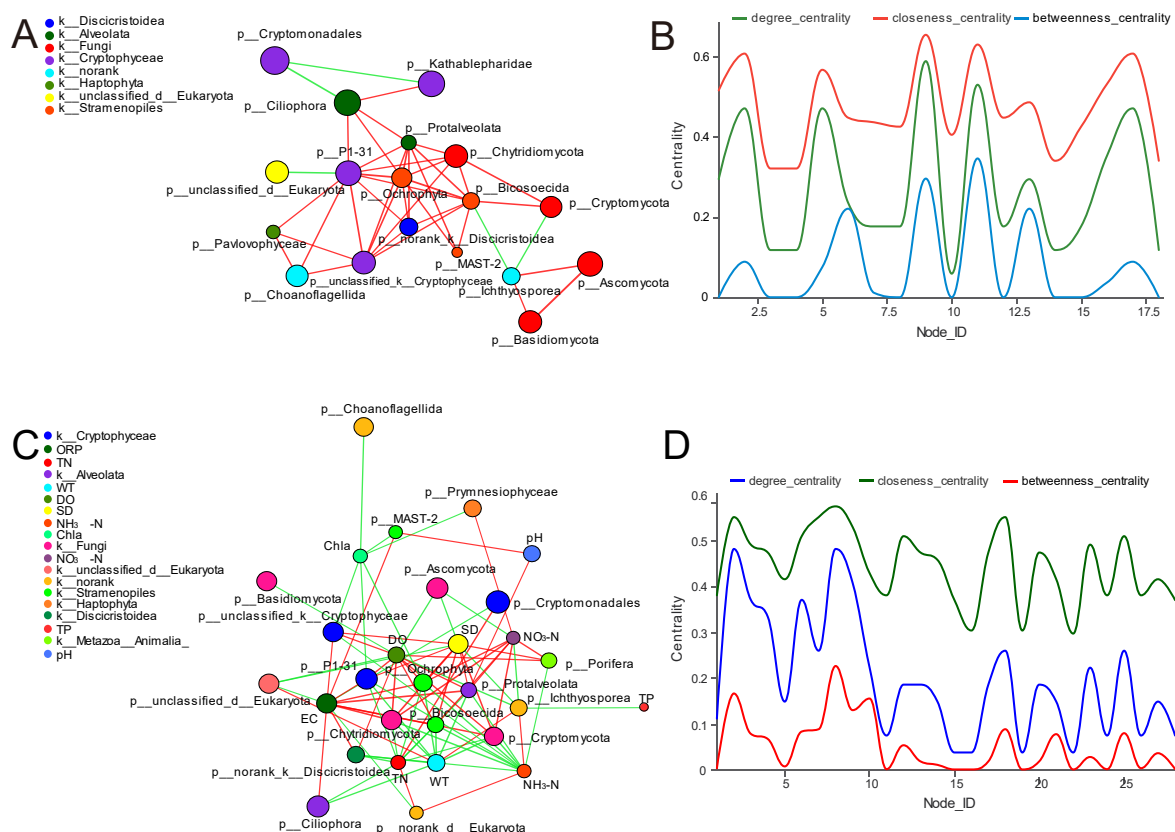 A
k__Discicristoidea
k__Alveolata
k__Fungi
k__Cryptophyceae
k__norank
k__Haptophyta
k__unclassified_d__Eukaryota
k__Stramenopiles
p__Cryptomonadales
p__Kathablepharidae
p__Ciliophora
p__Protalveolata
p__P1-31
p__Chytridiomycota
p__unclassified_d__Eukaryota
p__Ochrophyta
p__Bicosoecida
p__Cryptomycota
p__Pavlovophyceae
p__norank_k__Discicristoidea
p__MAST-2
p__Choanoflagellida
p__unclassified_k__Cryptophyceae
p__Ichthyosporea
p__Ascomycota
p__Basidiomycota
B
degree_centrality
closeness_centrality
betweenness_centrality
Centrality
0.6
0.4
0.2
0
2.5
5
7.5
10
12.5
15
17.5
Node_ID
C
k__Cryptophyceae
ORP
TN
k__Alveolata
WT
DO
SD
NH₃ -N
Chla
k__Fungi
NO₃ -N
k__unclassified_d__Eukaryota
k__norank
k__Stramenopiles
k__Haptophyta
k__Discicristoidea
TP
k__Metazoa__Animalia_
pH
p__Choanoflagellida
p__Prymnesiophyceae
p__MAST-2
Chla
pH
p__Ascomycota
p__Basidiomycota
p__Cryptomonadales
p__unclassified_k__Cryptophyceae
DO
SD
NO₃-N
p__P1-31
p__Ochrophyta
p__Porifera
p__Protalveolata
p__unclassified_d__Eukaryota
p__Ichthyosporea
TP
EC
p__Bicosoecida
p__Chytridiomycota
p__Cryptomycota
p__norank_k__Discicristoidea
TN
WT
NH₃-N
p__Ciliophora
p__norank_d__Eukaryota
D
degree_centrality
closeness_centrality
betweenness_centrality
Centrality
0.6
0.5
0.4
0.3
0.2
0.1
0
5
10
15
20
25
Node_ID